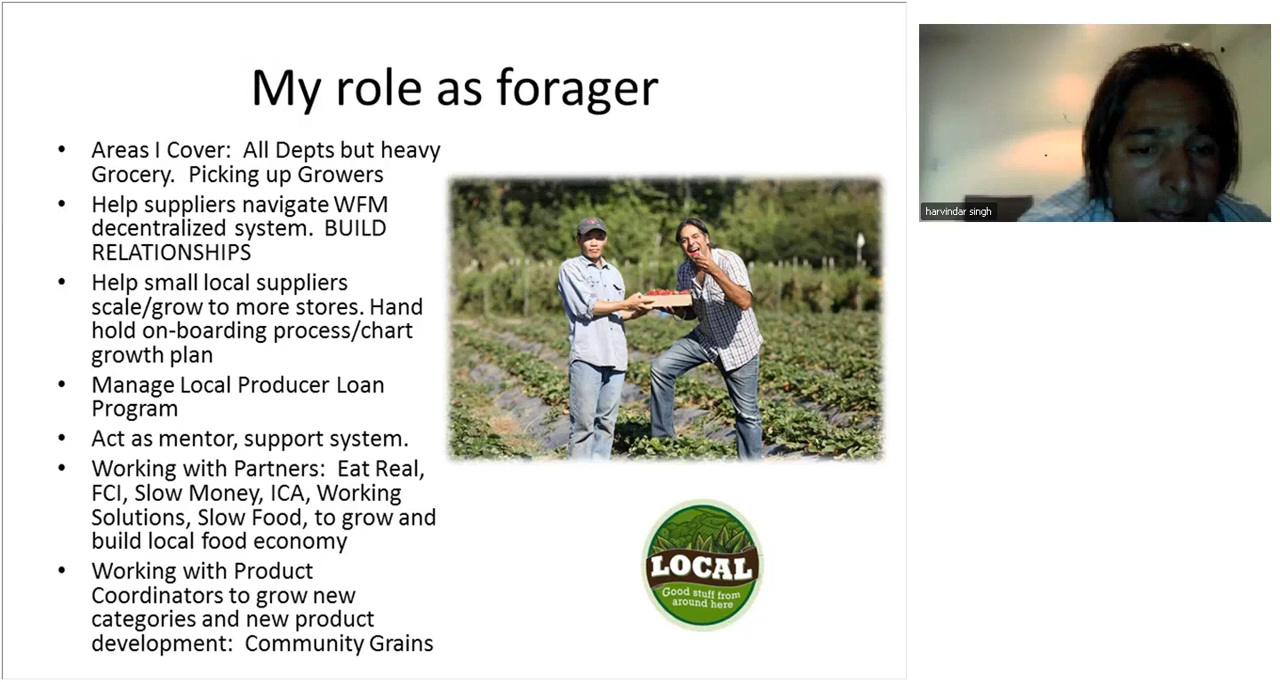 My role as forager
• Areas I Cover:  All Depts but heavy
Grocery.  Picking up Growers
• Help suppliers navigate WFM
decentralized system.  BUILD
RELATIONSHIPS
• Help small local suppliers
scale/grow to more stores. Hand
hold on-boarding process/chart
growth plan
• Manage Local Producer Loan
Program
• Act as mentor, support system.
• Working with Partners:  Eat Real,
FCI, Slow Money, ICA, Working
Solutions, Slow Food, to grow and
build local food economy
• Working with Product
Coordinators to grow new
categories and new product
development:  Community Grains
LOCAL
Good stuff from
around here
harvindar singh